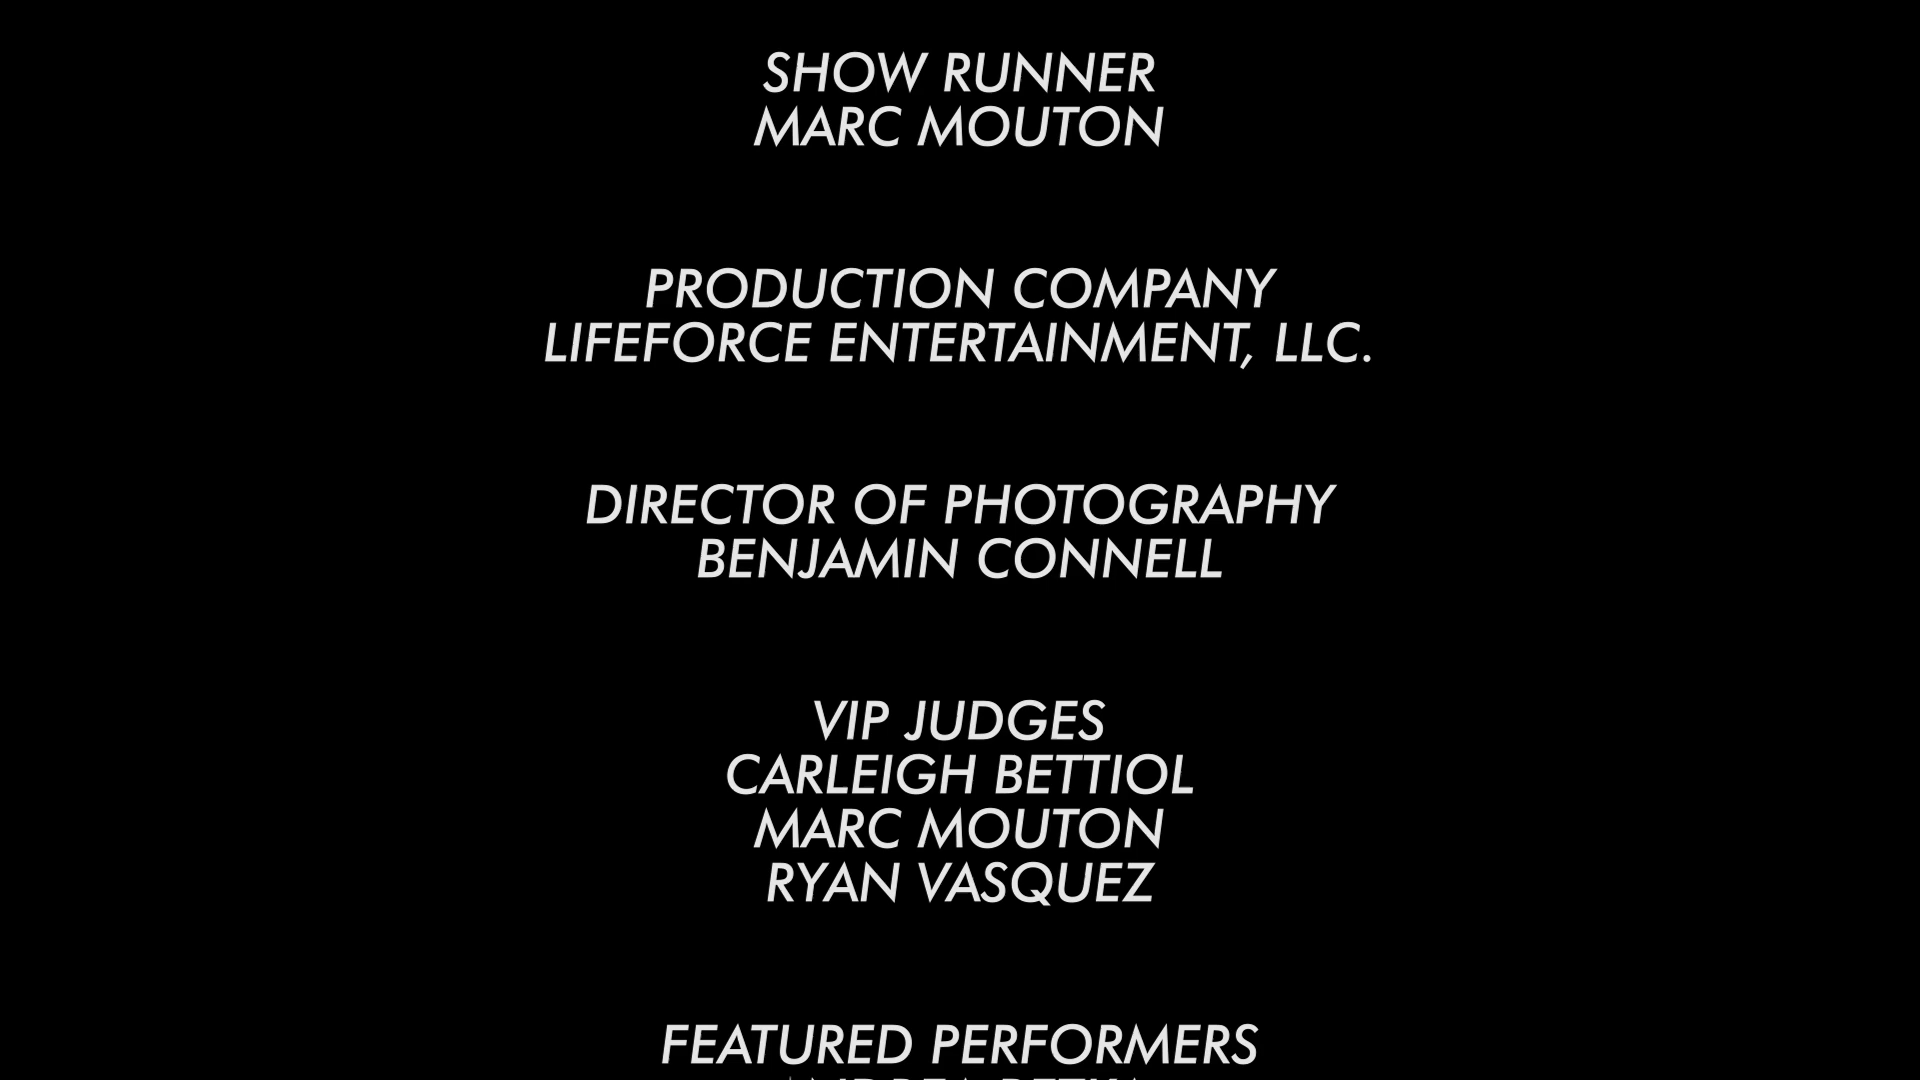 SHOW RUNNER
MARC MOUTON
PRODUCTION COMPANY
LIFEFORCE ENTERTAINMENT, LLC.
DIRECTOR OF PHOTOGRAPHY
BENJAMIN CONNELL
VIP JUDGES
CARLEIGH BETTIOL
MARC MOUTON
RYAN VASQUEZ
FEATURED PERFORMERS